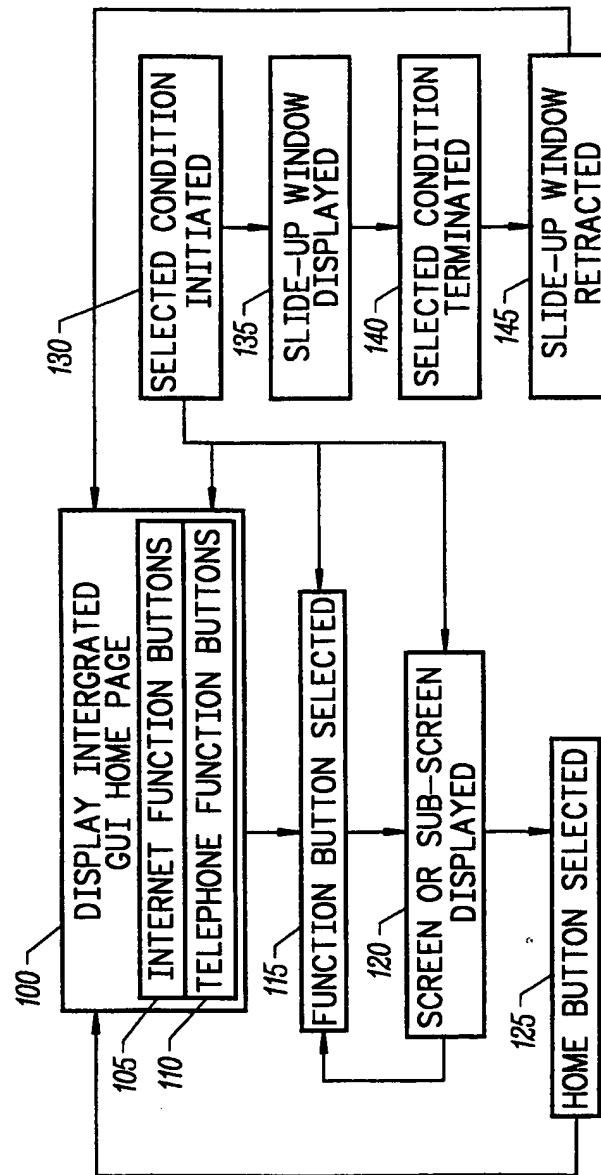 100
DISPLAY INTERGRATED
GUI HOME PAGE
105
INTERNET FUNCTION BUTTONS
110
TELEPHONE FUNCTION BUTTONS
115
FUNCTION BUTTON SELECTED
120
SCREEN OR SUB-SCREEN
DISPLAYED
125
HOME BUTTON SELECTED
130
SELECTED CONDITION
INITIATED
135
SLIDE-UP WINDOW
DISPLAYED
140
SELECTED CONDITION
TERMINATED
145
SLIDE-UP WINDOW
RETRACTED